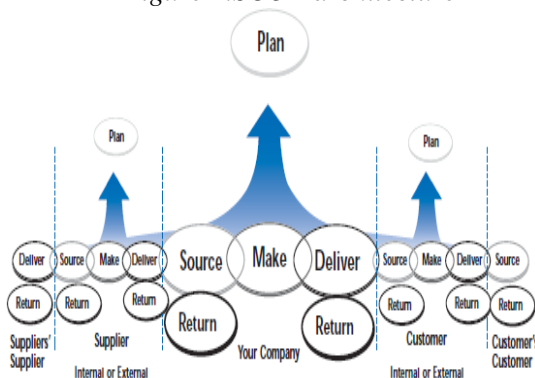 Plan
Plan
Plan
Deliver
Source
Make
Deliver
Source
Make
Deliver
Source
Make
Deliver
Source
Return
Return
Return
Return
Return
Return
Return
Return
Suppliers'
Supplier
Supplier
Internal or External
Your Company
Customer
Internal or External
Customer's
Customer